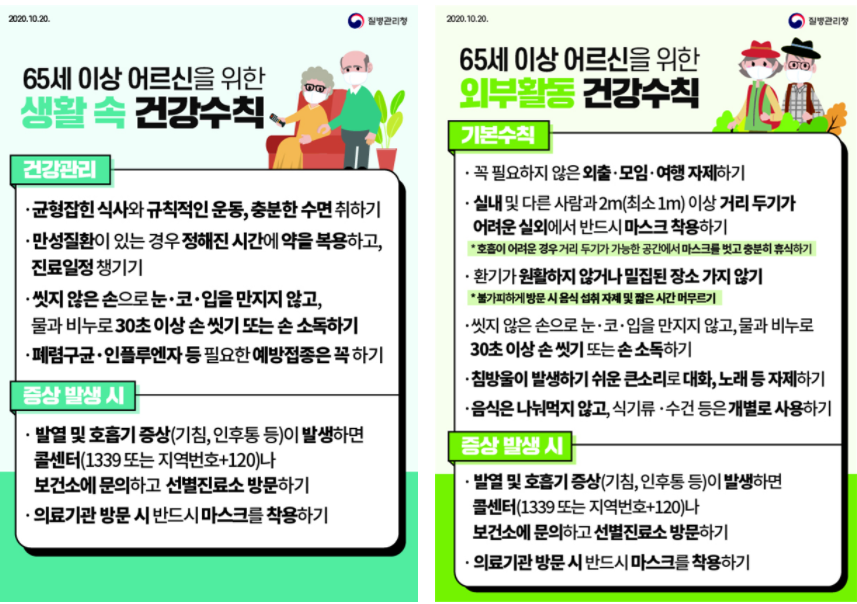 2020.10.20.
질병관리청
65세 이상 어르신을 위한
생활 속 건강수칙
건강관리
· 균형잡힌 식사와 규칙적인 운동, 충분한 수면 취하기
· 만성질환이 있는 경우 정해진 시간에 약을 복용하고,
진료일정 챙기기
· 씻지 않은 손으로 눈·코·입을 만지지 않고,
물과 비누로 30초 이상 손 씻기 또는 손 소독하기
· 폐렴구균·인플루엔자 등 필요한 예방접종은 꼭 하기
증상 발생 시
· 발열 및 호흡기 증상(기침, 인후통 등)이 발생하면
콜센터(1339 또는 지역번호+120)나
보건소에 문의하고 선별진료소 방문하기
· 의료기관 방문 시 반드시 마스크를 착용하기
2020.10.20.
질병관리청
65세 이상 어르신을 위한
외부활동 건강수칙
기본수칙
· 꼭 필요하지 않은 외출·모임·여행 자제하기
· 실내 및 다른 사람과 2m(최소 1m) 이상 거리 두기가
어려운 실외에서 반드시 마스크 착용하기
* 호흡이 어려운 경우 거리 두기가 가능한 공간에서 마스크를 벗고 충분히 휴식하기
· 환기가 원활하지 않거나 밀집된 장소 가지 않기
* 불가피하게 방문 시 음식 섭취 자제 및 짧은 시간 머무르기
· 씻지 않은 손으로 눈·코·입을 만지지 않고, 물과 비누로
30초 이상 손 씻기 또는 손 소독하기
· 침방울이 발생하기 쉬운 큰소리로 대화, 노래 등 자제하기
· 음식은 나눠먹지 않고, 식기류·수건 등은 개별로 사용하기
증상 발생 시
· 발열 및 호흡기 증상(기침, 인후통 등)이 발생하면
콜센터(1339 또는 지역번호+120)나
보건소에 문의하고 선별진료소 방문하기
· 의료기관 방문 시 반드시 마스크를 착용하기